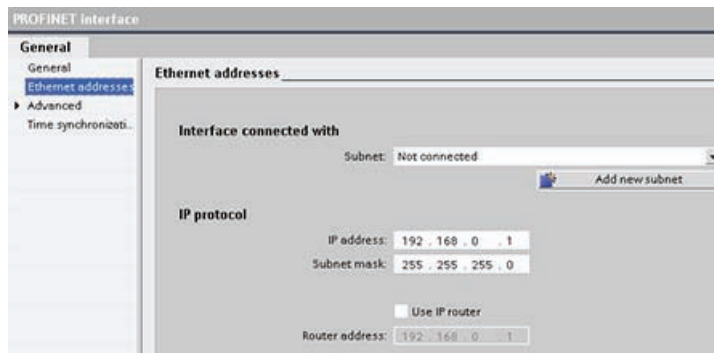 PROFINET Interface
General
General
Ethernet addresses
Advanced
Time synchronizati..
Ethernet addresses
Interface connected with
Subnet: Not connected
Add new subnet
IP protocol
IP address: 192 . 168 . 0 . 1
Subnet mask: 255 . 255 . 255 . 0
Use IP router
Router address: 192 . 168 . 0 . 1